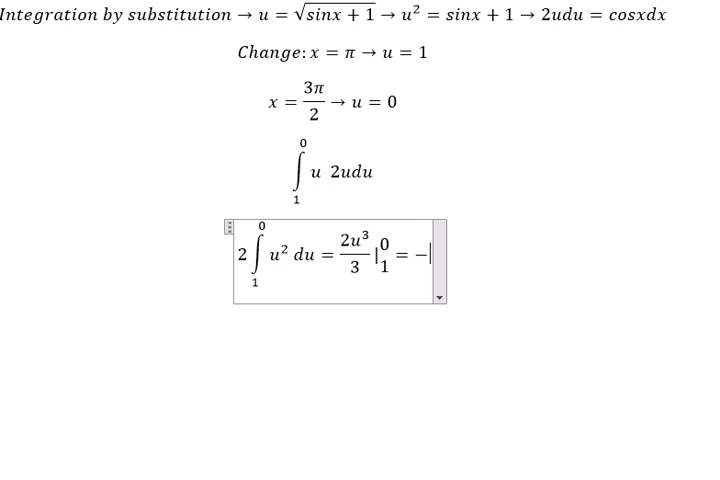 Integration by substitution → u = √sinx + 1 → u² = sinx + 1 → 2udu = cosxdx
Change: x = π → u = 1
x = 3π/2 → u = 0
∫₁⁰ u 2udu
2 ∫₁⁰ u² du = 2u³/3 |₁⁰ = −